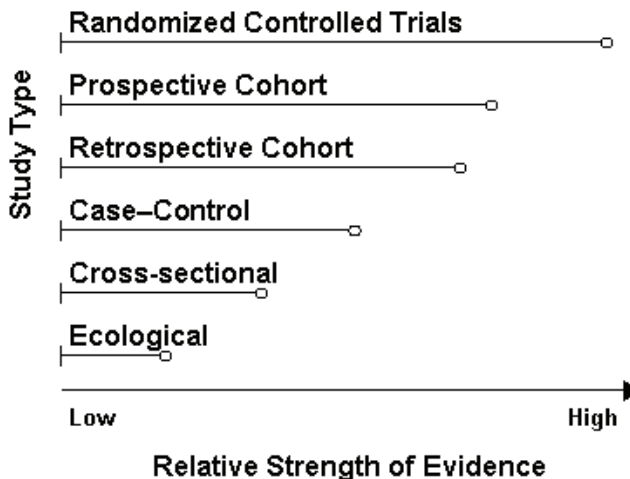 Randomized Controlled Trials
Prospective Cohort
Retrospective Cohort
Case–Control
Cross-sectional
Ecological
Study Type
Low High
Relative Strength of Evidence